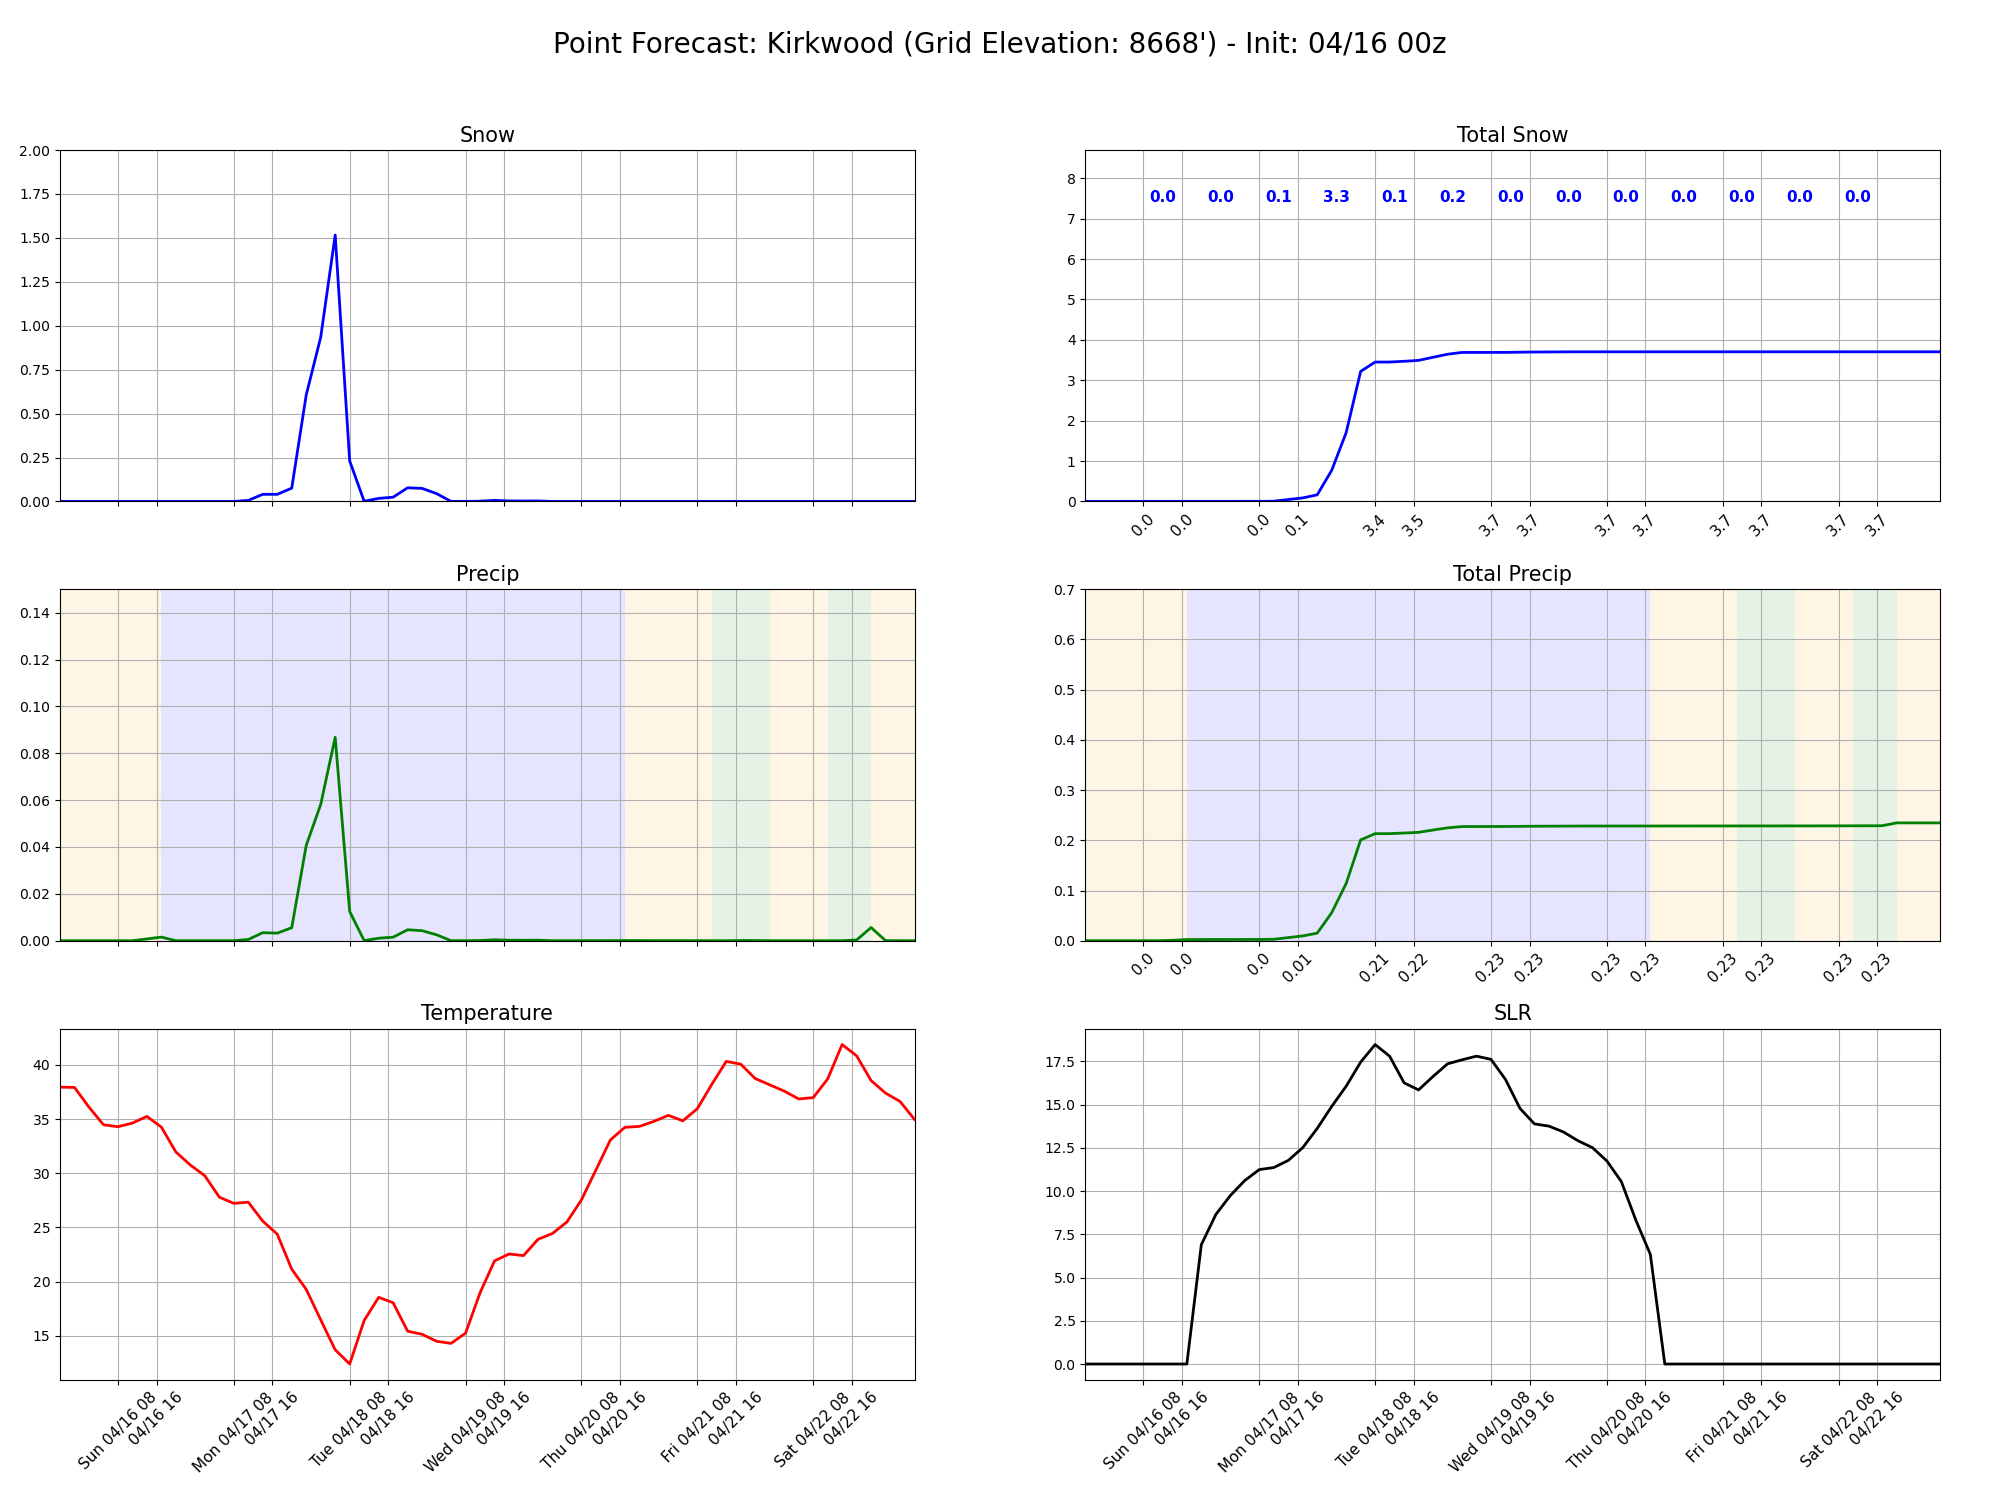 Point Forecast: Kirkwood (Grid Elevation: 8668') - Init: 04/16 00z
Snow
2.00
1.75
1.50
1.25
1.00
0.75
0.50
0.25
0.00
Total Snow
8
7
6
5
4
3
2
1
0
0.0 0.0 0.1 3.3 0.1 0.2 0.0 0.0 0.0 0.0 0.0 0.0 0.0
0.0 0.0 0.0 0.1 3.4 3.5 3.7 3.7 3.7 3.7 3.7 3.7 3.7 3.7
Precip
0.14
0.12
0.10
0.08
0.06
0.04
0.02
0.00
Total Precip
0.7
0.6
0.5
0.4
0.3
0.2
0.1
0.0
0.0 0.0 0.0 0.01 0.21 0.22 0.23 0.23 0.23 0.23 0.23 0.23 0.23 0.23
Temperature
40
35
30
25
20
15
Sun 04/16 08
04/16 16
Mon 04/17 08
04/17 16
Tue 04/18 08
04/18 16
Wed 04/19 08
04/19 16
Thu 04/20 08
04/20 16
Fri 04/21 08
04/21 16
Sat 04/22 08
04/22 16
SLR
17.5
15.0
12.5
10.0
7.5
5.0
2.5
0.0
Sun 04/16 08
04/16 16
Mon 04/17 08
04/17 16
Tue 04/18 08
04/18 16
Wed 04/19 08
04/19 16
Thu 04/20 08
04/20 16
Fri 04/21 08
04/21 16
Sat 04/22 08
04/22 16